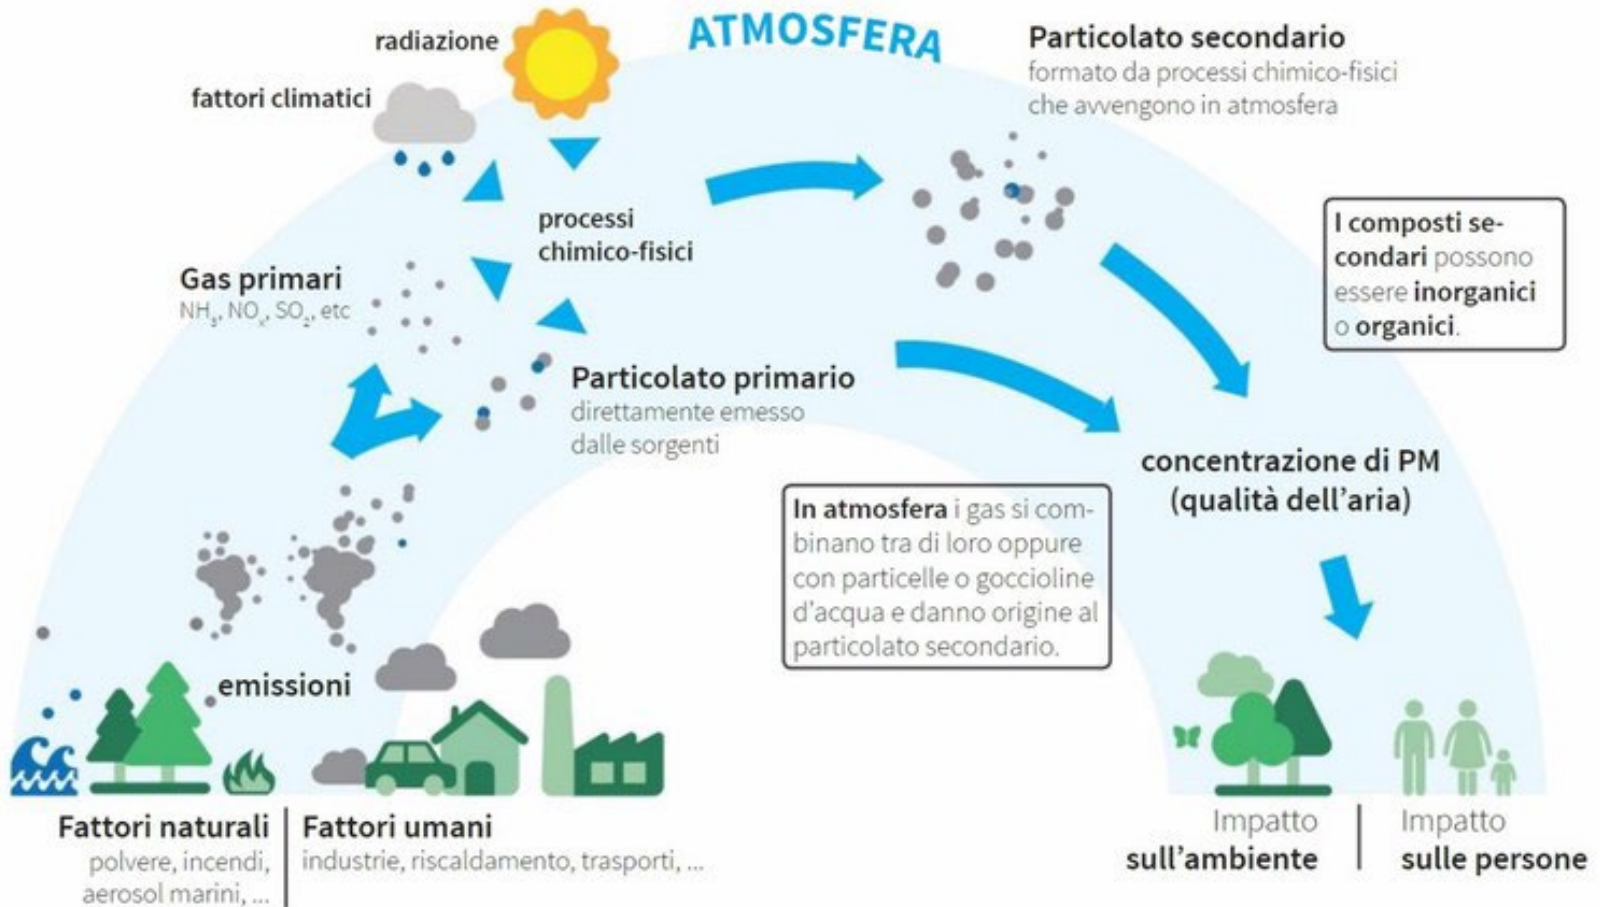 ATMOSFERA
radiazione
fattori climatici
Particolato secondario
formato da processi chimico-fisici
che avvengono in atmosfera
processi
chimico-fisici
Gas primari
NH₃, NOₓ, SO₂, etc
I composti se-
condari possono
essere inorganici
o organici.
Particolato primario
direttamente emesso
dalle sorgenti
concentrazione di PM
(qualità dell'aria)
In atmosfera i gas si com-
binano tra di loro oppure
con particelle o goccioline
d'acqua e danno origine al
particolato secondario.
emissioni
Fattori naturali
polvere, incendi,
aerosol marini, ...
Fattori umani
industrie, riscaldamento, trasporti, ...
Impatto
sull'ambiente
Impatto
sulle persone